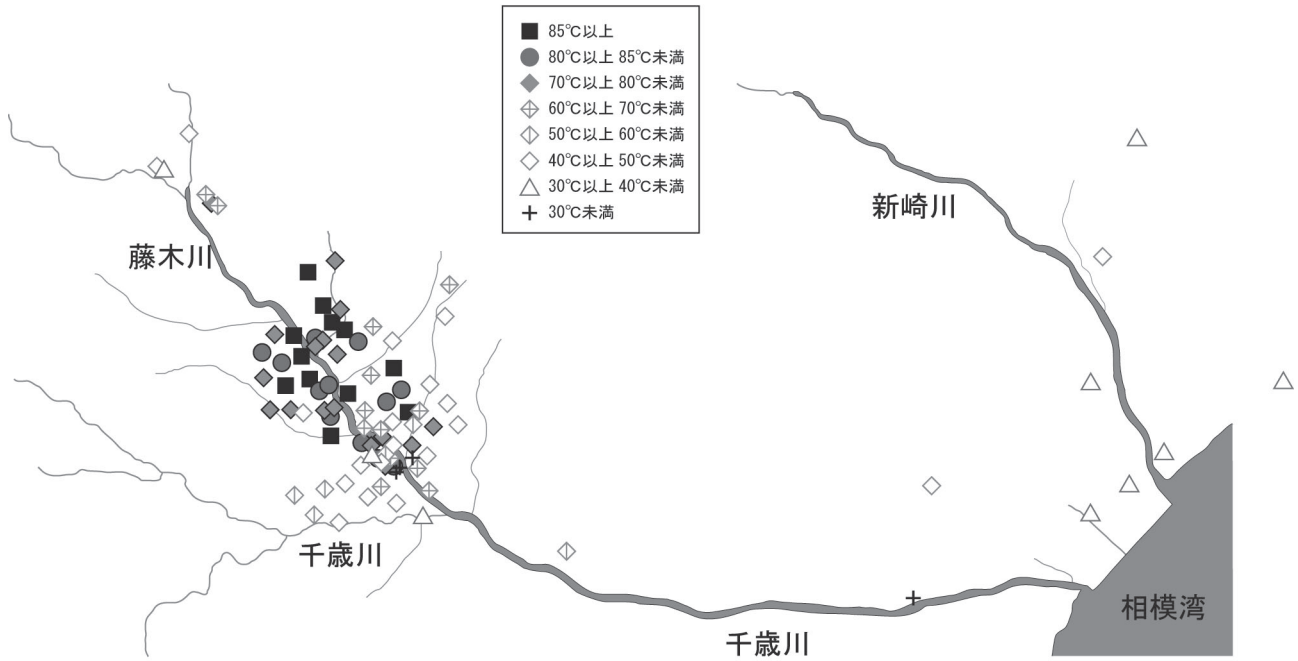 85℃以上
80℃以上 85℃未満
70℃以上 80℃未満
60℃以上 70℃未満
50℃以上 60℃未満
40℃以上 50℃未満
30℃以上 40℃未満
30℃未満
新崎川
藤木川
千歳川
相模湾
千歳川